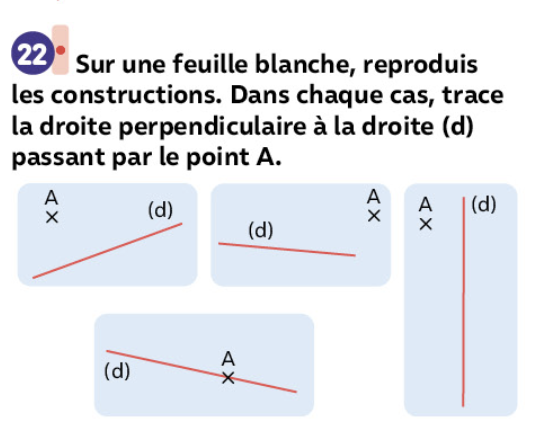 22
Sur une feuille blanche, reproduis
les constructions. Dans chaque cas, trace
la droite perpendiculaire à la droite (d)
passant par le point A.
A
(d)
A
(d)
A
(d)
A
(d)